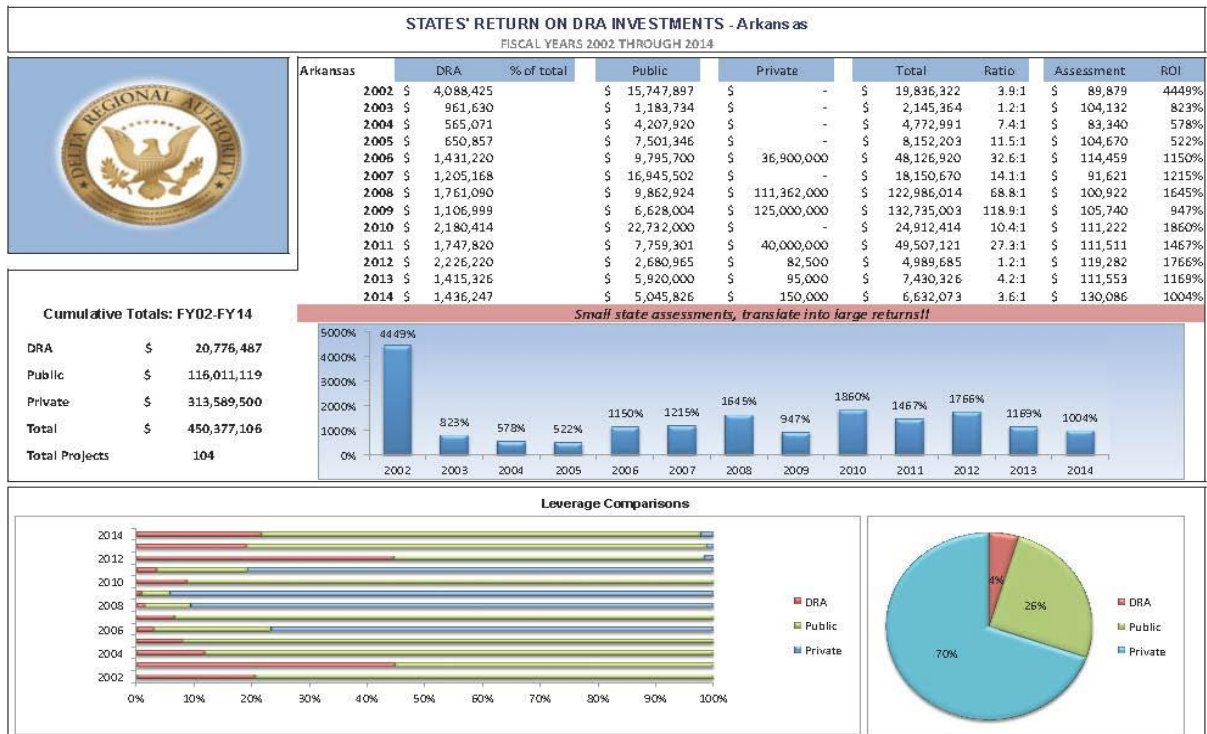 STATES' RETURN ON DRA INVESTMENTS - Arkansas
FISCAL YEARS 2002 THROUGH 2014
DELTA REGIONAL AUTHORITY
Arkansas DRA % of total Public Private Total Ratio Assessment ROI
2002 $ 4,088,425 $ 15,747,897 $ - $ 19,836,322 3.9:1 $ 89,879 4449%
2003 $ 961,630 $ 1,183,734 $ - $ 2,145,364 1.2:1 $ 104,132 823%
2004 $ 565,071 $ 4,207,920 $ - $ 4,772,991 7.4:1 $ 83,340 578%
2005 $ 650,857 $ 7,501,346 $ - $ 8,152,203 11.5:1 $ 104,670 522%
2006 $ 1,431,220 $ 9,795,700 $ 36,900,000 $ 48,126,920 32.6:1 $ 114,459 1150%
2007 $ 1,205,168 $ 16,945,502 $ - $ 18,150,670 14.1:1 $ 91,621 1215%
2008 $ 1,761,090 $ 9,862,924 $ 111,362,000 $ 122,986,014 68.8:1 $ 100,922 1645%
2009 $ 1,106,999 $ 6,628,004 $ 125,000,000 $ 132,735,003 118.9:1 $ 105,740 947%
2010 $ 2,180,414 $ 22,732,000 $ - $ 24,912,414 10.4:1 $ 111,222 1860%
2011 $ 1,747,820 $ 7,759,301 $ 40,000,000 $ 49,507,121 27.3:1 $ 111,511 1467%
2012 $ 2,226,220 $ 2,680,965 $ 82,500 $ 4,989,685 1.2:1 $ 119,282 1766%
2013 $ 1,415,326 $ 5,920,000 $ 95,000 $ 7,430,326 4.2:1 $ 111,553 1169%
2014 $ 1,436,247 $ 5,045,826 $ 150,000 $ 6,632,073 3.6:1 $ 130,086 1004%
Cumulative Totals: FY02-FY14
DRA $ 20,776,487
Public $ 116,011,119
Private $ 313,589,500
Total $ 450,377,106
Total Projects 104
Small state assessments, translate into large returns!!
5000%
4000%
3000%
2000%
1000%
0%
4449% 823% 578% 522% 1150% 1215% 1645% 947% 1860% 1467% 1766% 1169% 1004%
2002 2003 2004 2005 2006 2007 2008 2009 2010 2011 2012 2013 2014
Leverage Comparisons
2014
2012
2010
2008
2006
2004
2002
0% 10% 20% 30% 40% 50% 60% 70% 80% 90% 100%
DRA
Public
Private
4%
26%
70%
DRA
Public
Private